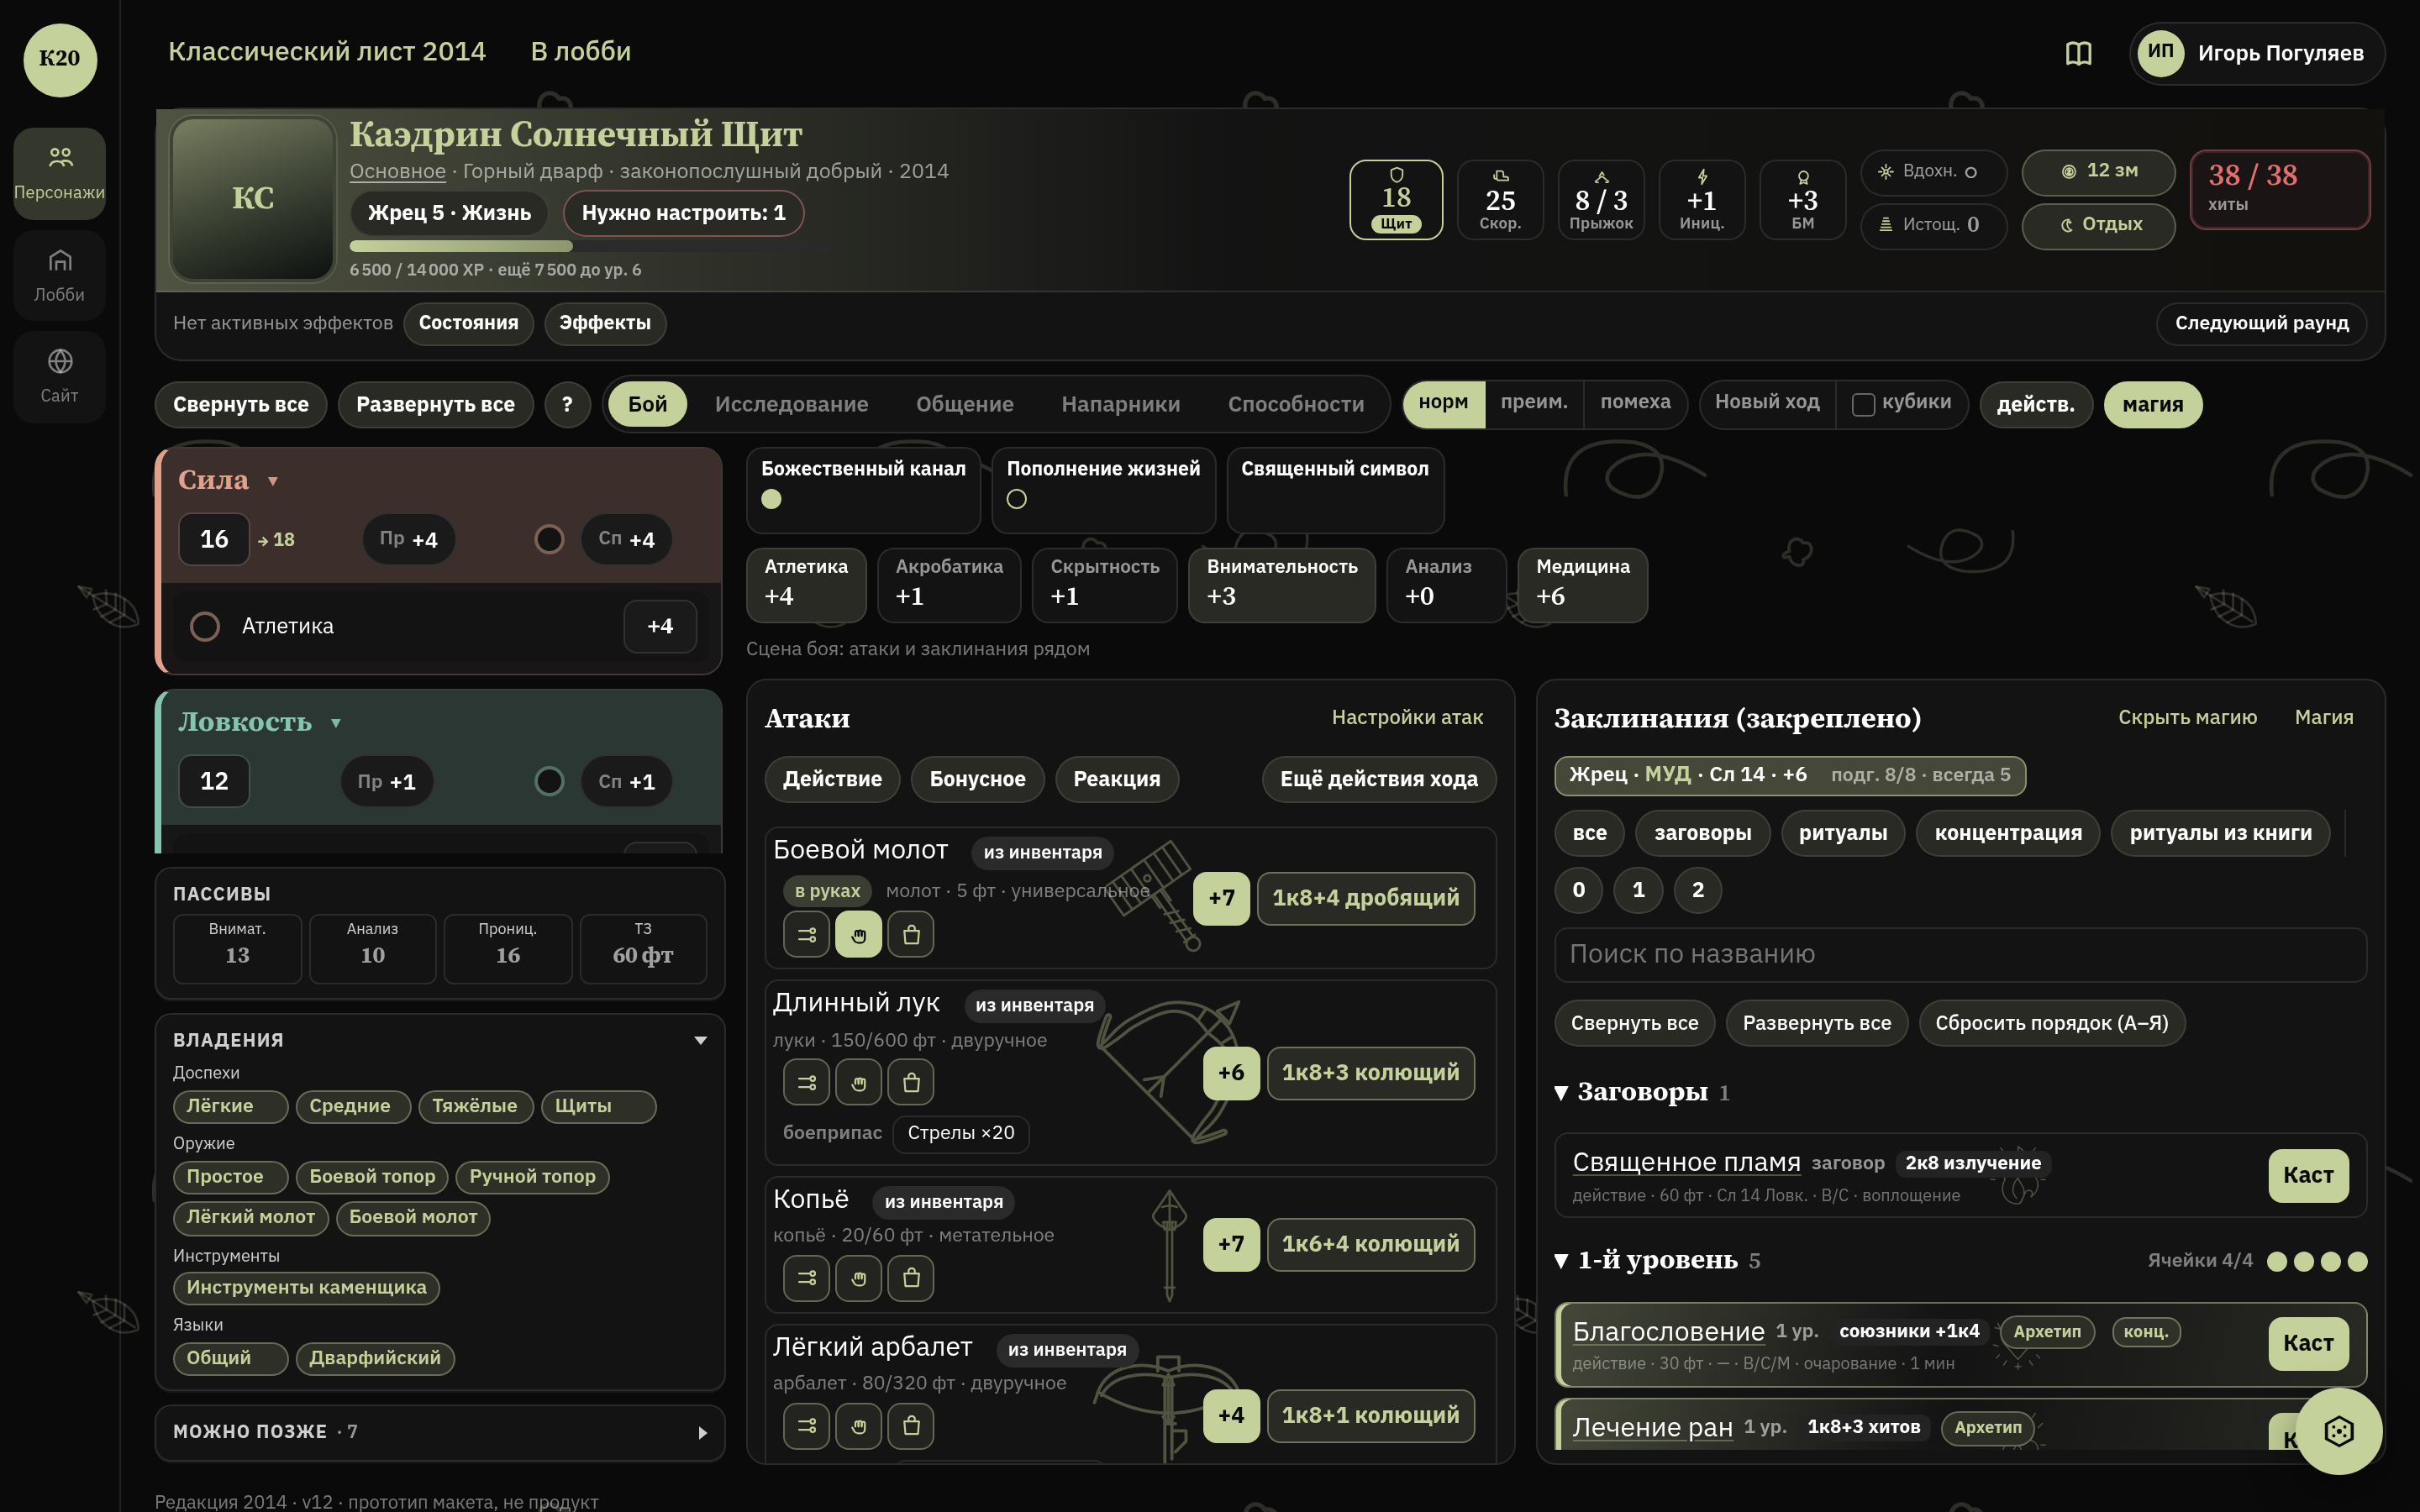 К20
Персонажи
Лобби
Сайт
Классический лист 2014
В лобби
ИП
Игорь Погуляев
КС
Каэдрин Солнечный Щит
Основное · Горный дварф · законопослушный добрый · 2014
Жрец 5 · Жизнь
Нужно настроить: 1
6 500 / 14 000 XP · ещё 7 500 до ур. 6
18
Щит
25
Скор.
8 / 3
Прыжок
+1
Иниц.
+3
БМ
Вдохн.
Истощ. 0
12 зм
Отдых
38 / 38
хиты
Нет активных эффектов
Состояния
Эффекты
Следующий раунд
Свернуть все
Развернуть все
?
Бой
Исследование
Общение
Напарники
Способности
норм
преим.
помеха
Новый ход
кубики
действ.
магия
Сила ▼
16
→ 18
Пр +4
Сп +4
Атлетика
+4
Ловкость ▼
12
Пр +1
Сп +1
ПАССИВЫ
Внимат.
13
Анализ
10
Прониц.
16
ТЗ
60 фт
ВЛАДЕНИЯ
Доспехи
Лёгкие
Средние
Тяжёлые
Щиты
Оружие
Простое
Боевой топор
Ручной топор
Лёгкий молот
Боевой молот
Инструменты
Инструменты каменщика
Языки
Общий
Дварфийский
МОЖНО ПОЗЖЕ · 7
Редакция 2014 · v12 · прототип макета, не продукт
Божественный канал
Пополнение жизней
Священный символ
Атлетика
+4
Акробатика
+1
Скрытность
+1
Внимательность
+3
Анализ
+0
Медицина
+6
Сцена боя: атаки и заклинания рядом
Атаки
Настройки атак
Действие
Бонусное
Реакция
Ещё действия хода
Боевой молот
из инвентаря
в руках
молот · 5 фт · универсальное
+7
1к8+4 дробящий
Длинный лук
из инвентаря
луки · 150/600 фт · двуручное
+6
1к8+3 колющий
боеприпас
Стрелы ×20
Копьё
из инвентаря
копьё · 20/60 фт · метательное
+7
1к6+4 колющий
Лёгкий арбалет
из инвентаря
арбалет · 80/320 фт · двуручное
+4
1к8+1 колющий
Заклинания (закреплено)
Скрыть магию
Магия
Жрец · МУД · Сл 14 · +6 подг. 8/8 · всегда 5
все
заговоры
ритуалы
концентрация
ритуалы из книги
0
1
2
Поиск по названию
Свернуть все
Развернуть все
Сбросить порядок (А–Я)
▼ Заговоры 1
Священное пламя заговор 2к8 излучение
действие · 60 фт · Сл 14 Ловк. · В/С · воплощение
Каст
▼ 1-й уровень 5
Ячейки 4/4
Благословение 1 ур. союзники +1к4 Архетип конц.
действие · 30 фт · — · В/С/М · очарование · 1 мин
Каст
Лечение ран 1 ур. 1к8+3 хитов Архетип